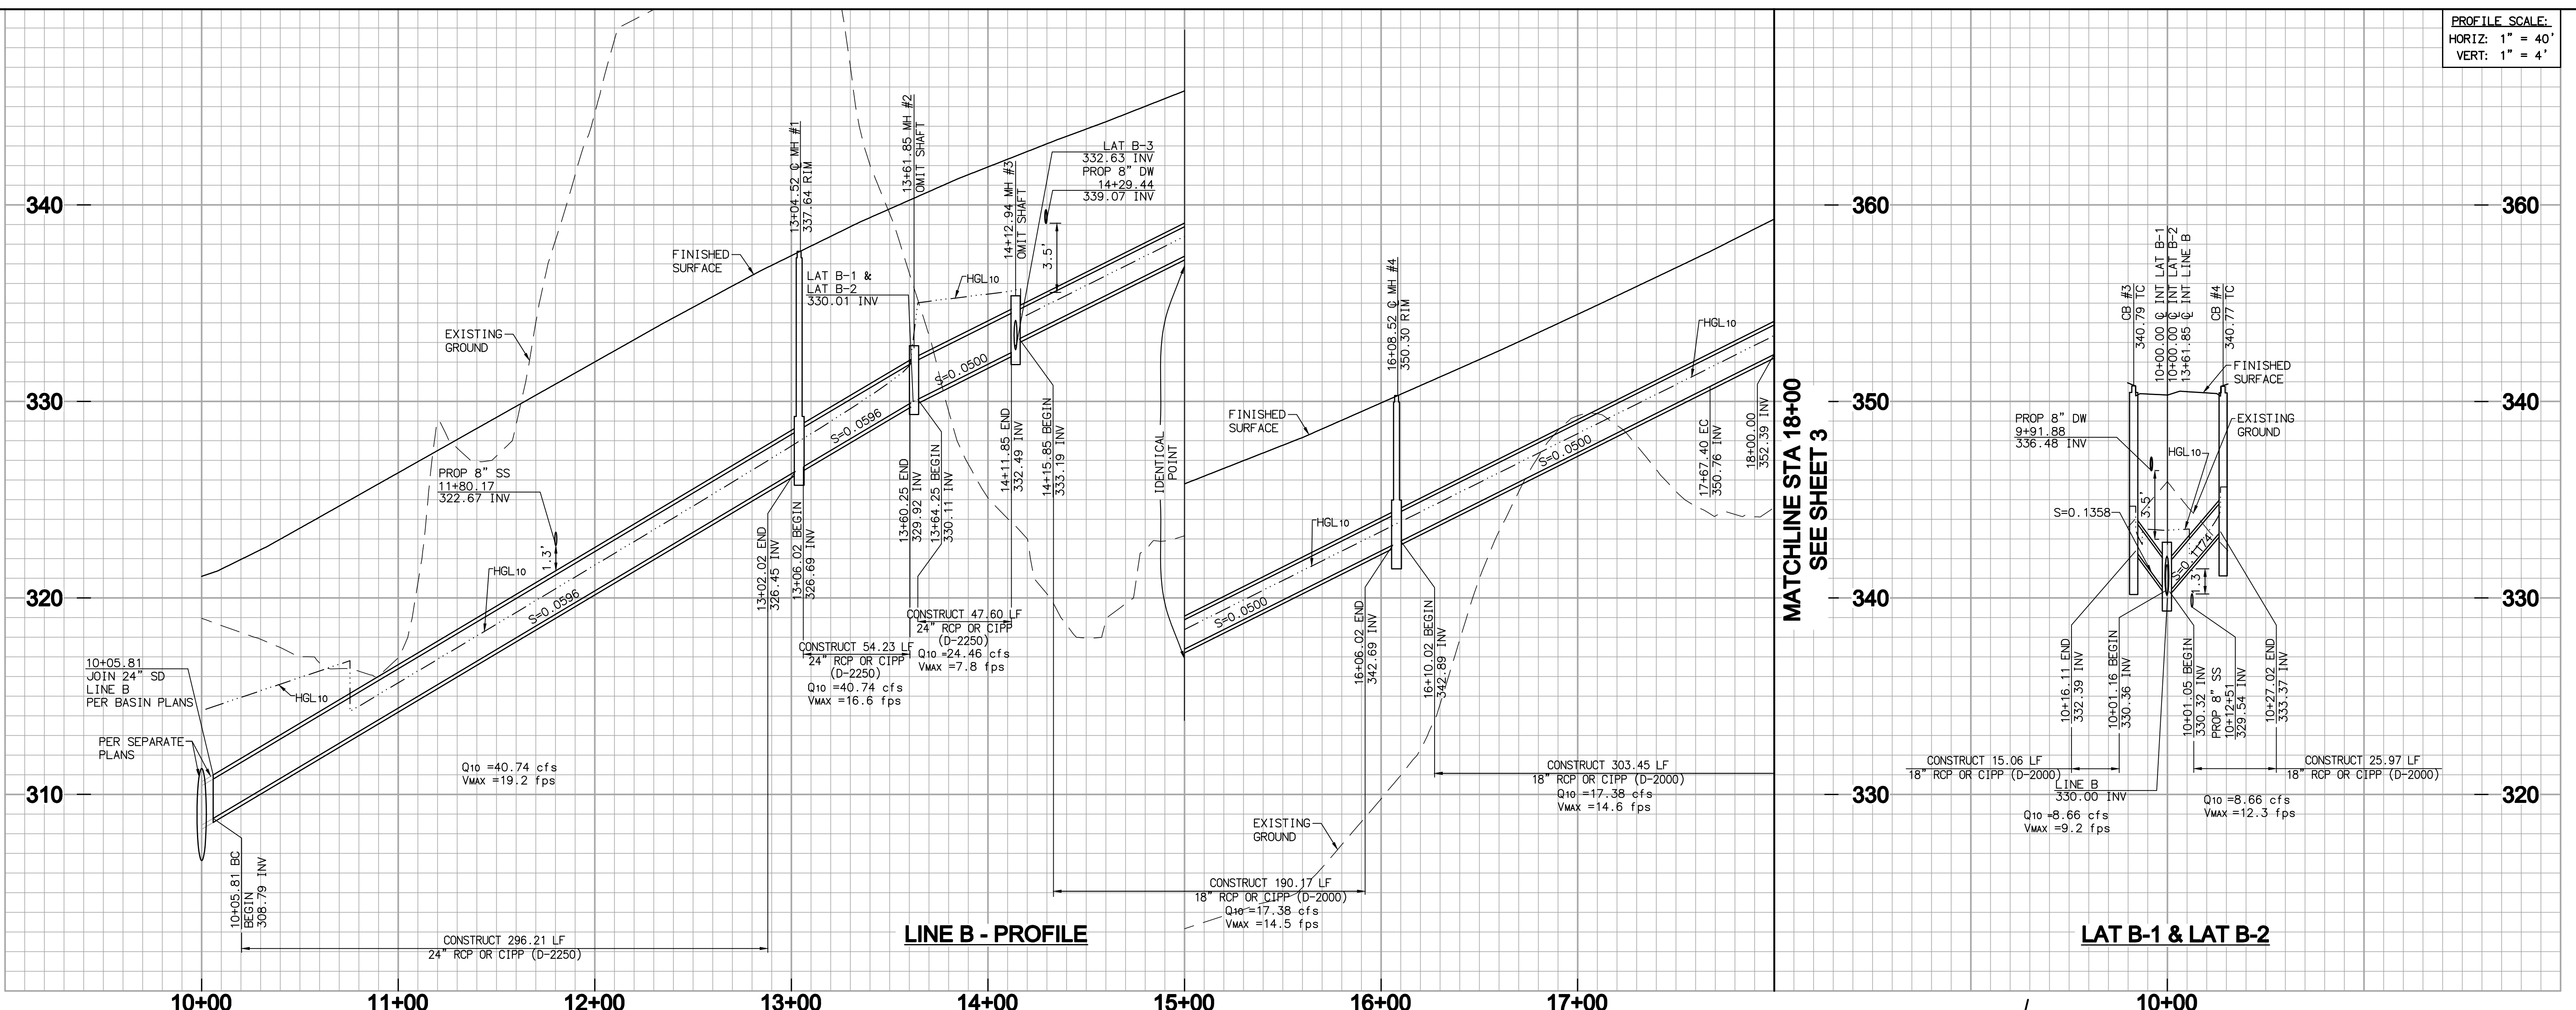 PROFILE SCALE:
HORIZ: 1" = 40'
VERT: 1" = 4'
340
330
320
310
10+05.81
JOIN 24" SD
LINE B
PER BASIN PLANS
PER SEPARATE
PLANS
HGL10
10+05.81 BC
BEGIN
308.79 INV
EXISTING
GROUND
PROP 8" SS
11+80.17
322.67 INV
1.3'
HGL10
S=0.0596
Q10 =40.74 cfs
VMAX =19.2 fps
CONSTRUCT 296.21 LF
24" RCP OR CIPP (D-2250)
FINISHED
SURFACE
13+04.52 ℄ MH #1
337.64 RIM
LAT B-1 &
LAT B-2
330.01 INV
13+61.85 MH #2
OMIT SHAFT
HGL10
14+12.94 MH #3
OMIT SHAFT
LAT B-3
332.63 INV
PROP 8" DW
14+29.44
339.07 INV
3.5'
S=0.0596
S=0.0500
13+02.02 END
326.45 INV
13+06.02 BEGIN
326.69 INV
13+60.25 END
329.92 INV
13+64.25 BEGIN
330.11 INV
14+11.85 END
332.49 INV
14+15.85 BEGIN
333.19 INV
CONSTRUCT 54.23 LF
24" RCP OR CIPP
(D-2250)
Q10 =40.74 cfs
VMAX =16.6 fps
CONSTRUCT 47.60 LF
24" RCP OR CIPP
(D-2250)
Q10 =24.46 cfs
VMAX =7.8 fps
IDENTICAL
POINT
FINISHED
SURFACE
HGL10
S=0.0500
16+08.52 ℄ MH #4
350.30 RIM
16+06.02 END
342.69 INV
16+10.02 BEGIN
342.89 INV
HGL10
S=0.0500
17+67.40 EC
350.76 INV
18+00.00
352.39 INV
EXISTING
GROUND
CONSTRUCT 190.17 LF
18" RCP OR CIPP (D-2000)
Q10 =17.38 cfs
VMAX =14.5 fps
CONSTRUCT 303.45 LF
18" RCP OR CIPP (D-2000)
Q10 =17.38 cfs
VMAX =14.6 fps
LINE B - PROFILE
MATCHLINE STA 18+00
SEE SHEET 3
360
350
340
330
CB #3
340.79 TC
10+00.00 ℄ INT LAT B-1
10+00.00 ℄ INT LAT B-2
13+61.85 ℄ INT LINE B
CB #4
340.77 TC
FINISHED
SURFACE
EXISTING
GROUND
PROP 8" DW
9+91.88
336.48 INV
HGL10
3.5'
S=0.1358
S=0.1174
1.3'
10+16.11 END
332.39 INV
10+01.16 BEGIN
330.36 INV
10+01.05 BEGIN
330.32 INV
PROP 8" SS
10+12+51
329.54 INV
10+27.02 END
333.37 INV
CONSTRUCT 15.06 LF
18" RCP OR CIPP (D-2000)
LINE B
330.00 INV
Q10 =8.66 cfs
VMAX =9.2 fps
CONSTRUCT 25.97 LF
18" RCP OR CIPP (D-2000)
Q10 =8.66 cfs
VMAX =12.3 fps
LAT B-1 & LAT B-2
360
340
330
320
10+00
11+00
12+00
13+00
14+00
15+00
16+00
17+00
10+00